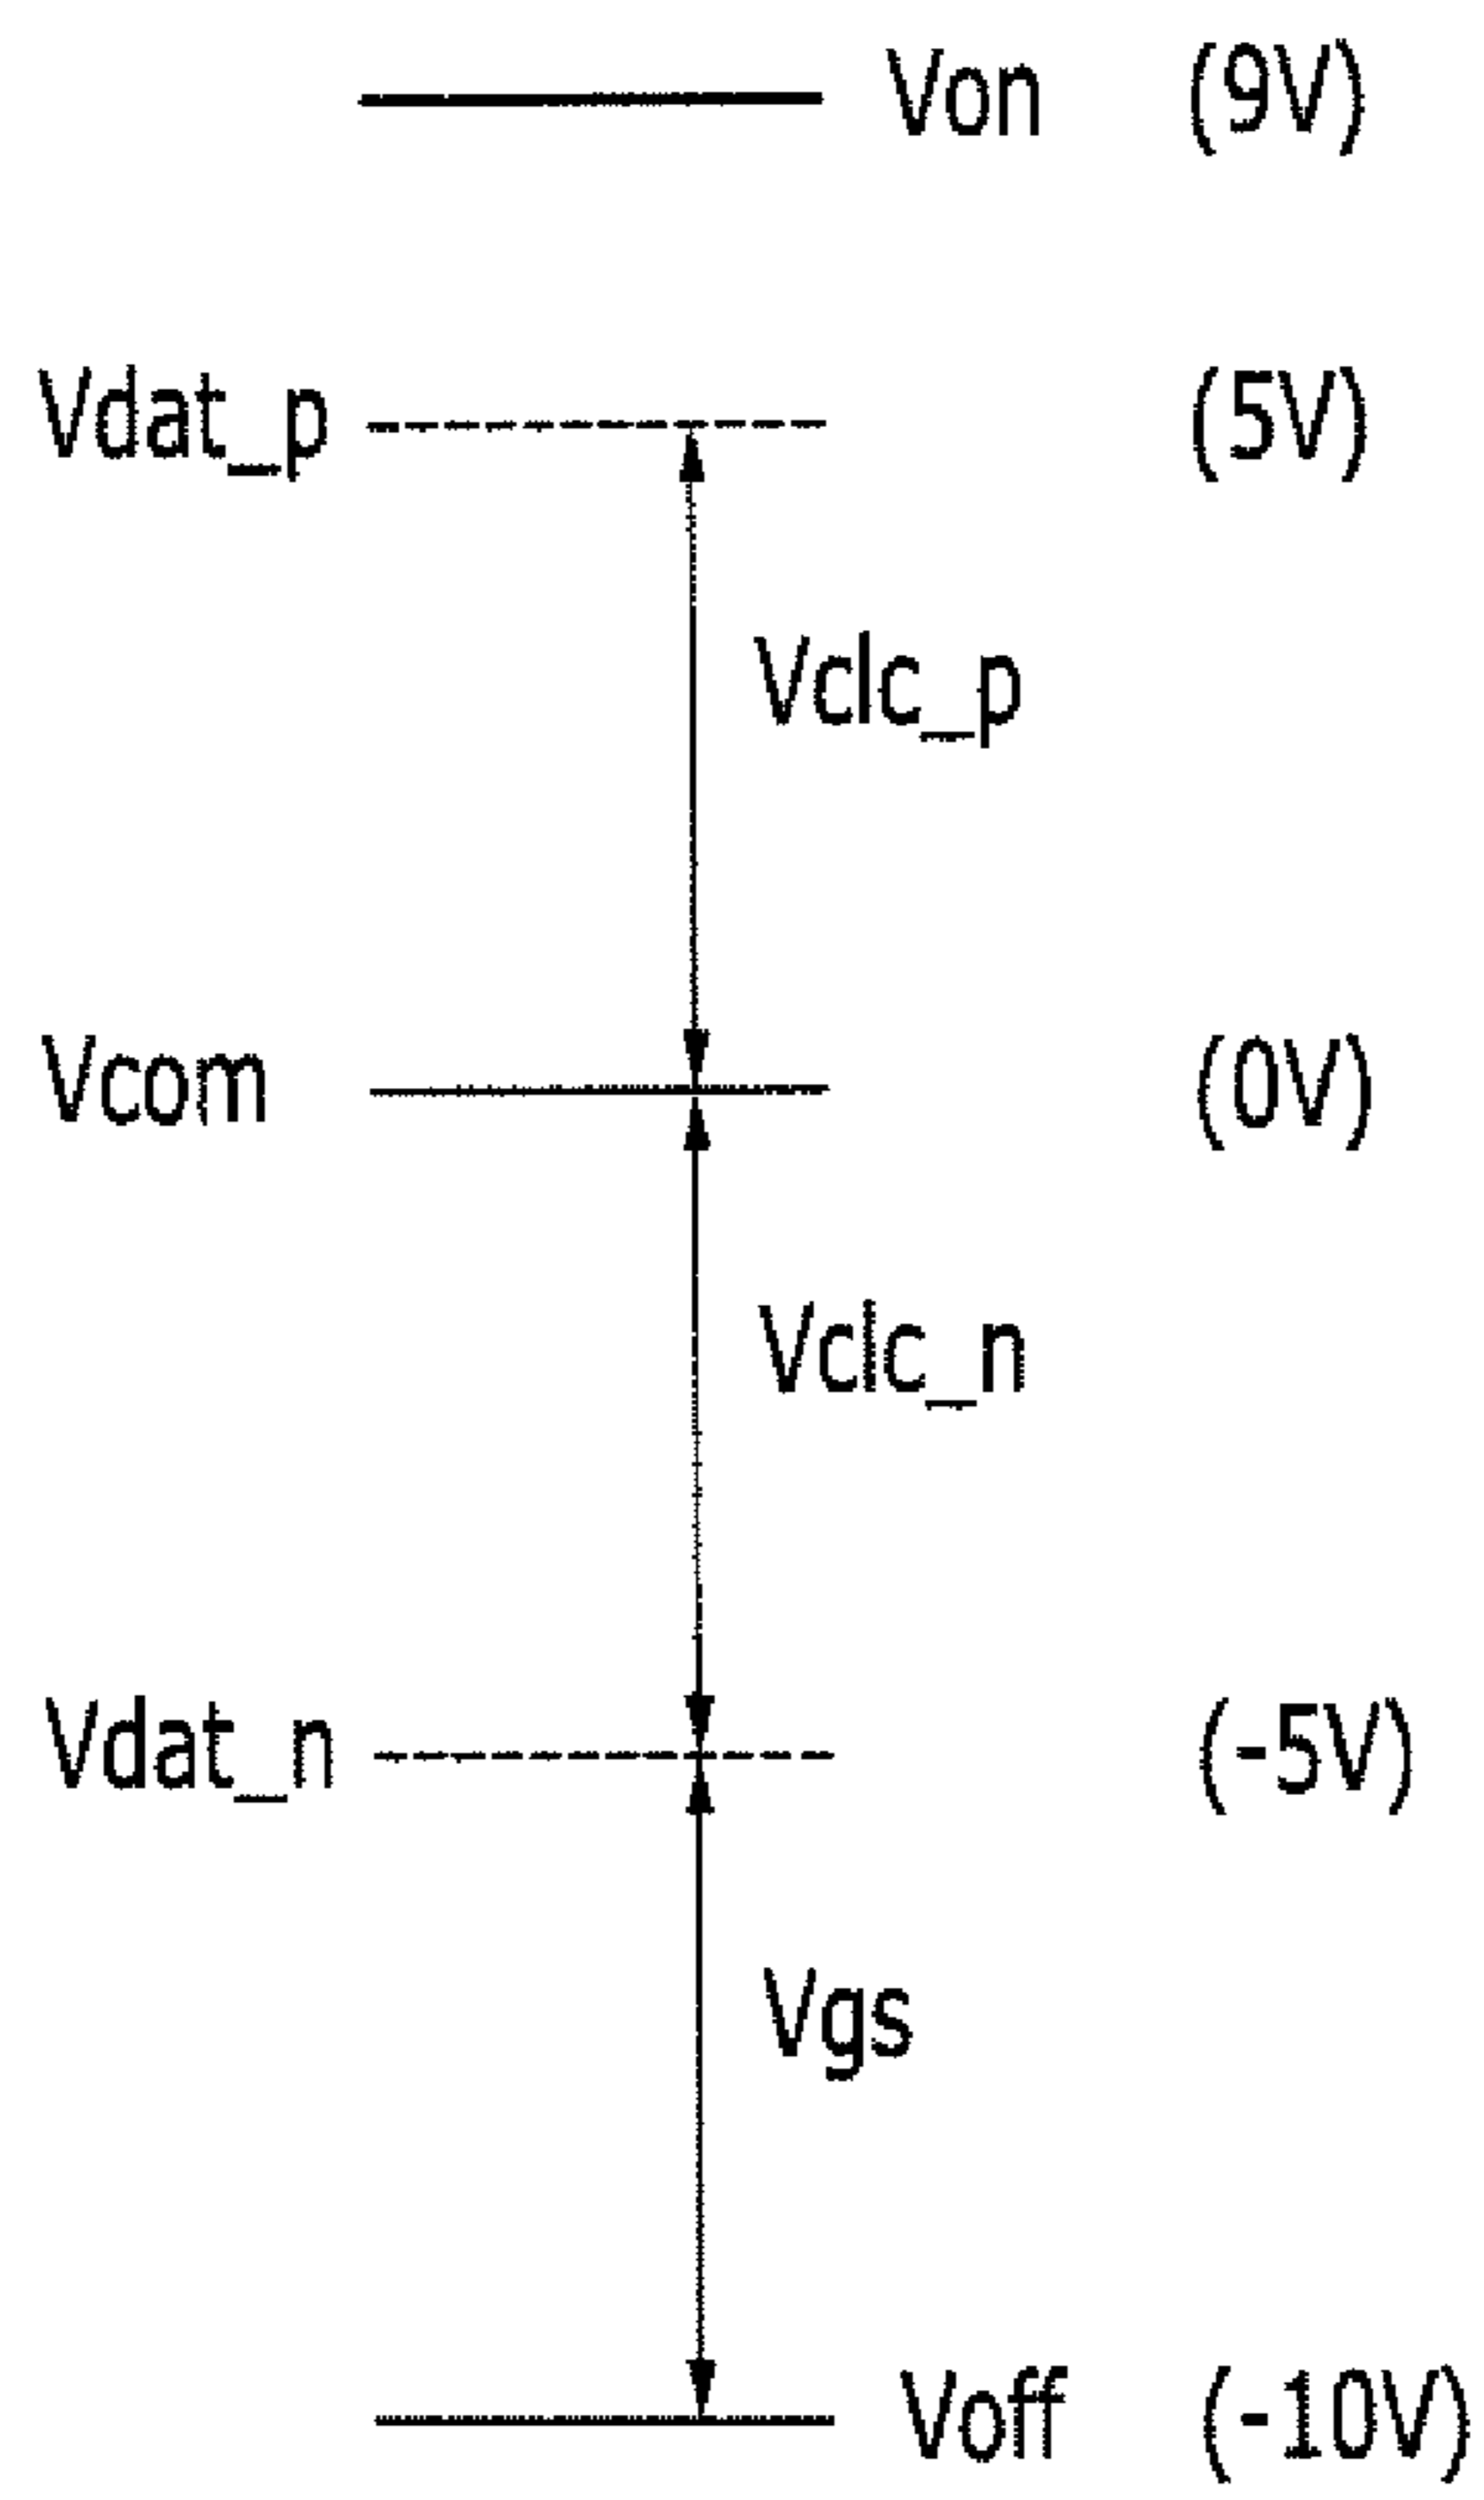 Von (9V)
Vdat_p (5V)
Vclc_p
Vcom (0V)
Vclc_n
Vdat_n (-5V)
Vgs
Voff (-10V)